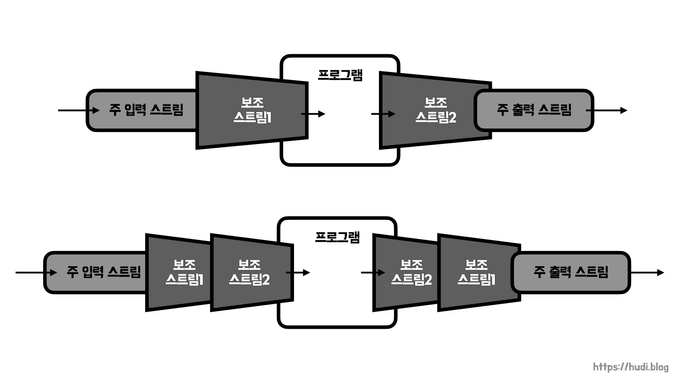 프로그램
주 입력 스트림
보조
스트림1
보조
스트림2
주 출력 스트림
프로그램
주 입력 스트림
보조
스트림1
보조
스트림2
보조
스트림2
보조
스트림1
주 출력 스트림
https://hudi.blog